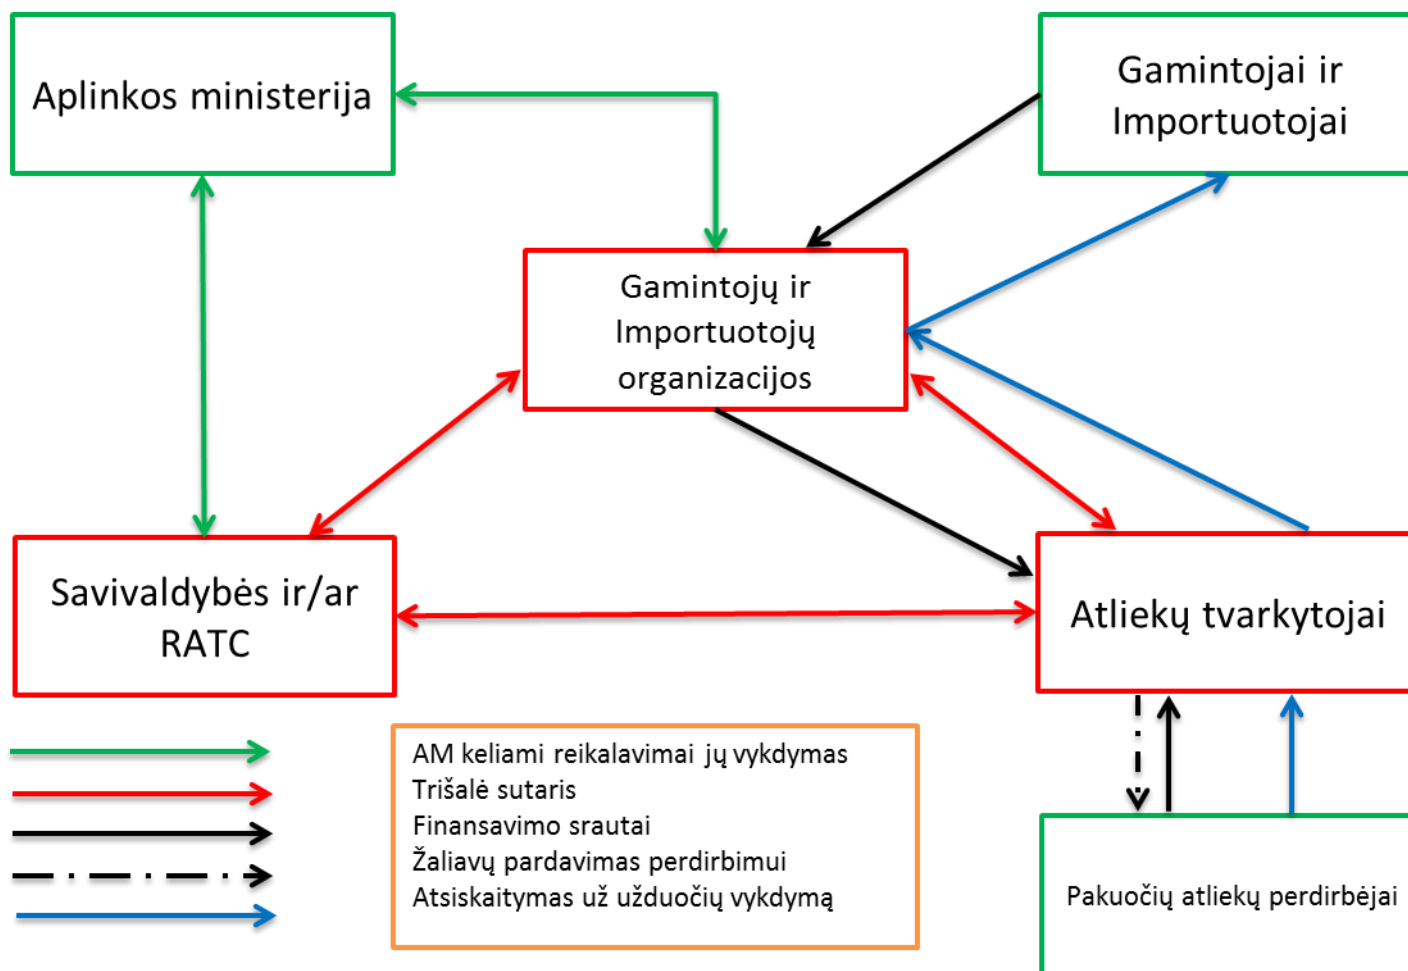 Aplinkos ministerija
Gamintojai ir
Importuotojai
Gamintojų ir
Importuotojų
organizacijos
Savivaldybės ir/ar
RATC
Atliekų tvarkytojai
AM keliami reikalavimai jų vykdymas
Trišalė sutaris
Finansavimo srautai
Žaliavų pardavimas perdirbimui
Atsiskaitymas už užduočių vykdymą
Pakuočių atliekų perdirbėjai